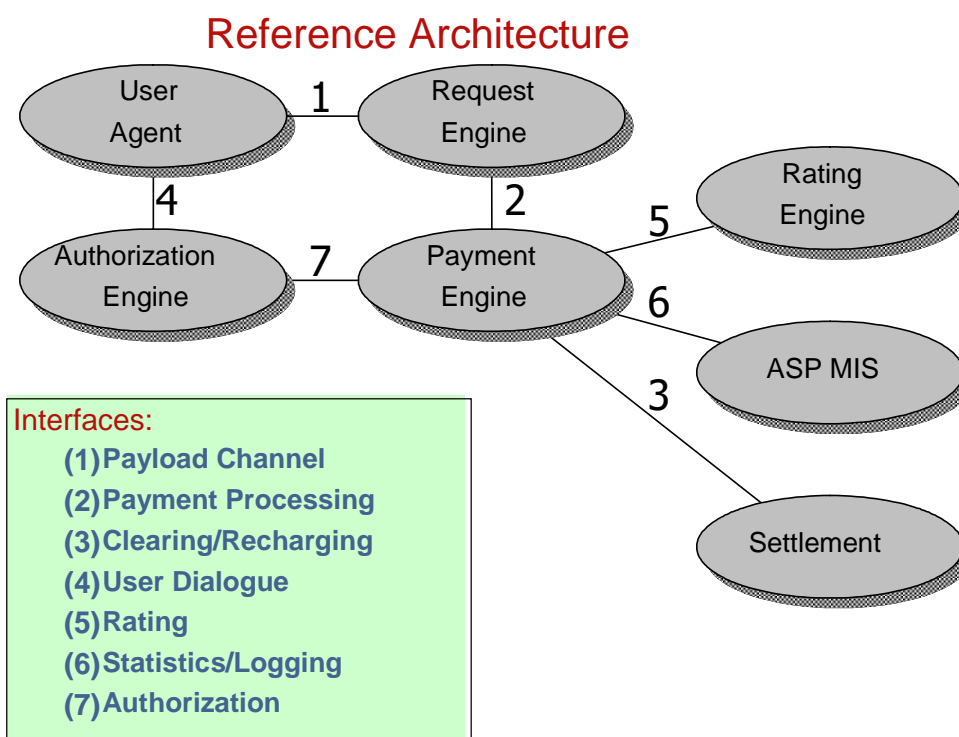 Reference Architecture
User
Agent
1
Request
Engine
4
2
Rating
Engine
5
Authorization
Engine
7
Payment
Engine
6
ASP MIS
3
Settlement
Interfaces:
(1)Payload Channel
(2)Payment Processing
(3)Clearing/Recharging
(4)User Dialogue
(5)Rating
(6)Statistics/Logging
(7)Authorization